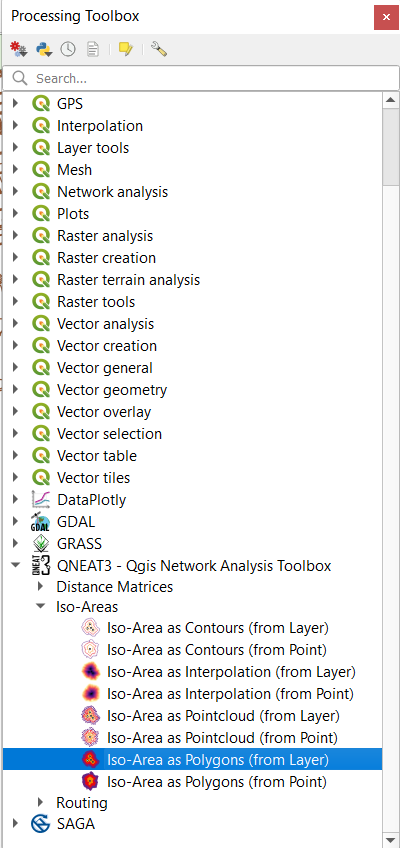 Processing Toolbox
Search...
GPS
Interpolation
Layer tools
Mesh
Network analysis
Plots
Raster analysis
Raster creation
Raster terrain analysis
Raster tools
Vector analysis
Vector creation
Vector general
Vector geometry
Vector overlay
Vector selection
Vector table
Vector tiles
DataPlotly
GDAL GDAL
GRASS
QNEAT3 QNEAT3 - Qgis Network Analysis Toolbox
Distance Matrices
Iso-Areas
Iso-Area as Contours (from Layer)
Iso-Area as Contours (from Point)
Iso-Area as Interpolation (from Layer)
Iso-Area as Interpolation (from Point)
Iso-Area as Pointcloud (from Layer)
Iso-Area as Pointcloud (from Point)
Iso-Area as Polygons (from Layer)
Iso-Area as Polygons (from Point)
Routing
SAGA